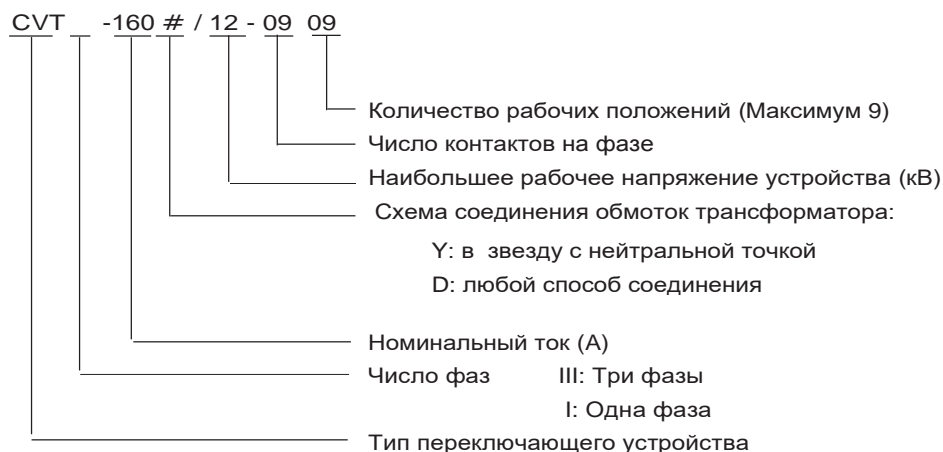 CVT _ -160 # / 12 - 09 09
Количество рабочих положений (Максимум 9)
Число контактов на фазе
Наибольшее рабочее напряжение устройства (кВ)
Схема соединения обмоток трансформатора:
Y: в звезду с нейтральной точкой
D: любой способ соединения
Номинальный ток (А)
Число фаз III: Три фазы
I: Одна фаза
Тип переключающего устройства